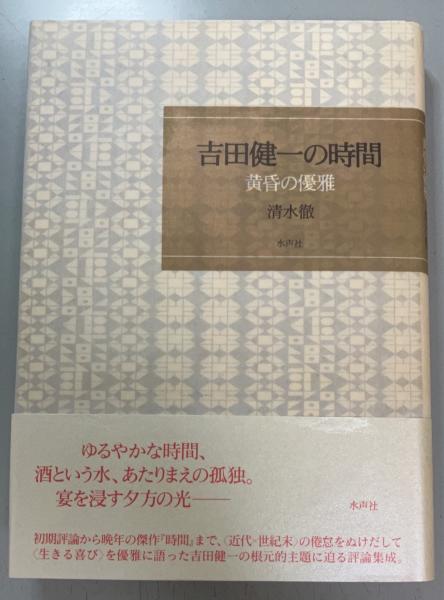 吉田健一の時間
黄昏の優雅
清水徹
水声社
ゆるやかな時間、
酒という水、あたりまえの孤独。
宴を浸す夕方の光——
水声社
初期評論から晩年の傑作『時間』まで、〈近代=世紀末〉の倦怠をぬけだして
〈生きる喜び〉を優雅に語った吉田健一の根元的主題に迫る評論集成。